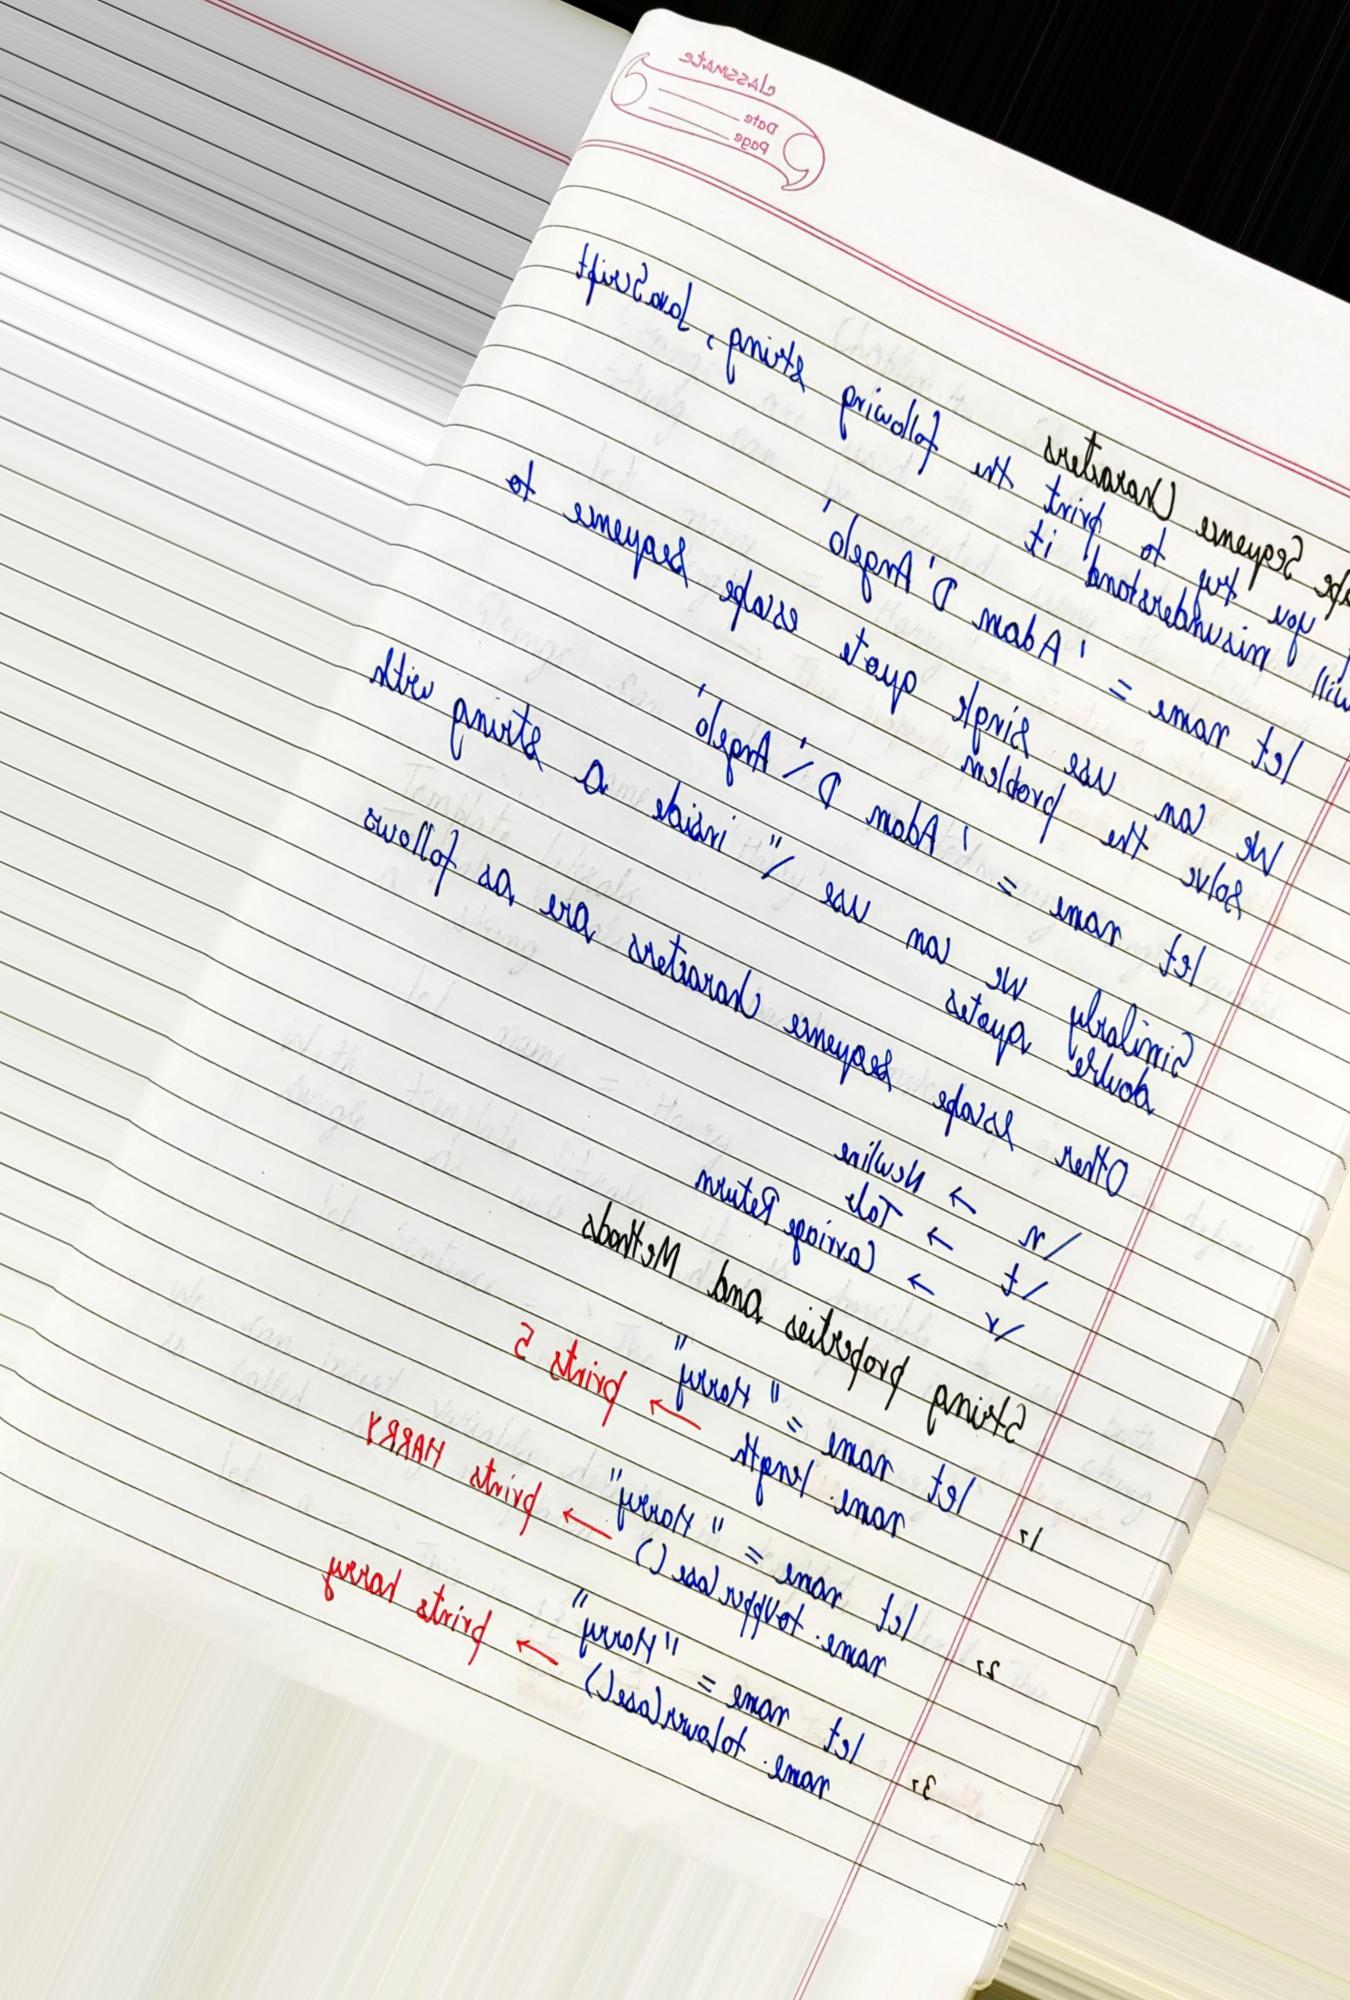 classmate
Date
Page
Sequence Characters
you try to print the following string, JavaScript
will misunderstand it
let name = 'Adam D'Angelo'
We can use single quote escape sequence to
solve the problem
let name = 'Adam D\'Angelo'
Similarly we can use \" inside a string with
double quotes
Other escape sequence characters are as follows
\n → Newline
\t → Tab
\r → Carriage Return
String properties and Methods
1, let name = "Harry"
name.length → prints 5
2, let name = "Harry"
name.toUpperCase() → prints HARRY
3, let name = "Harry"
name.toLowerCase() → prints harry